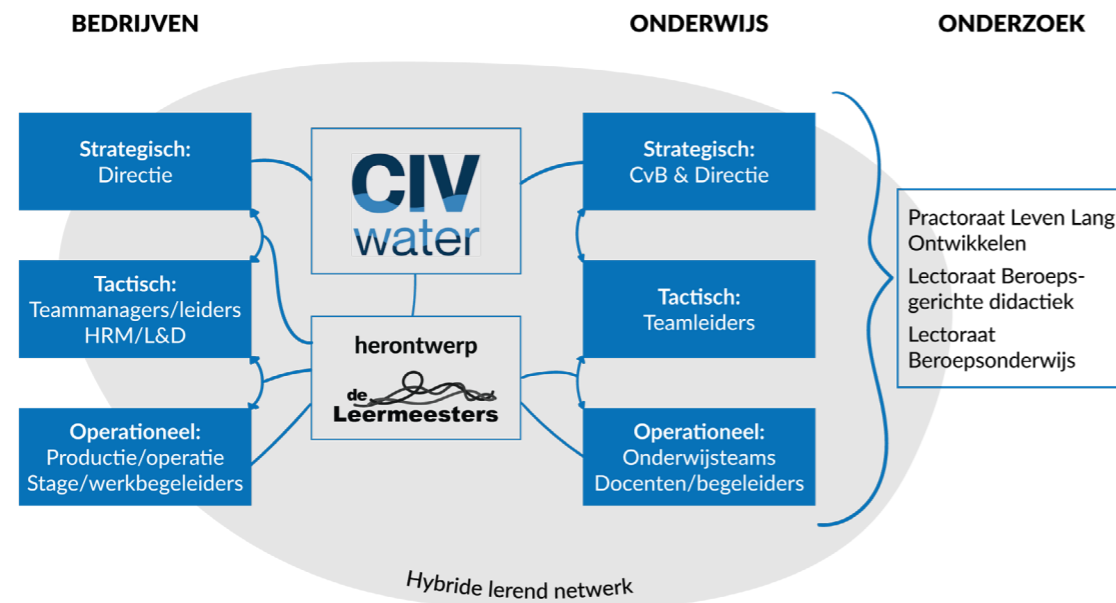 BEDRIJVEN
ONDERWIJS
ONDERZOEK
Strategisch:
Directie
Tactisch:
Teammanagers/leiders
HRM/L&D
Operationeel:
Productie/operatie
Stage/werkbegeleiders
CIV
water
herontwerp
de
Leermeesters
Strategisch:
CvB & Directie
Tactisch:
Teamleiders
Operationeel:
Onderwijsteams
Docenten/begeleiders
Practoraat Leven Lang
Ontwikkelen
Lectoraat Beroeps-
gerichte didactiek
Lectoraat
Beroepsonderwijs
Hybride lerend netwerk